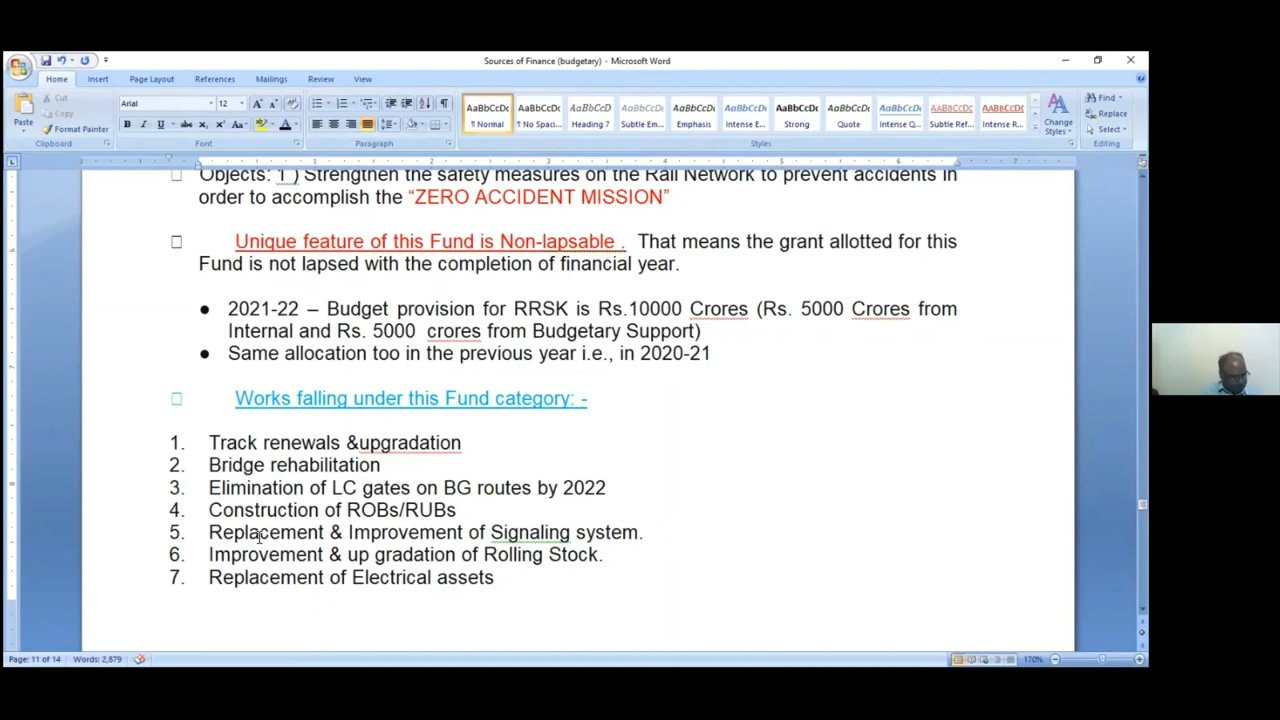 Sources of Finance (budgetary) - Microsoft Word
Home Insert Page Layout References Mailings Review View
Cut
Copy
Format Painter
Paste
Clipboard
Arial 12
Font
Paragraph
AaBbCcDc AaBbCcDc AaBbCcD AaBbCcDc AaBbCcDc AaBbCcDc AaBbCcDc AaBbCcDc AaBbCcDc AaBbCcDc AaBbCcDc
¶ Normal ¶ No Spaci... Heading 7 Subtle Em... Emphasis Intense E... Strong Quote Intense Q... Subtle Ref... Intense R...
Styles
Change Styles
Find
Replace
Select
Editing
Objects: 1 ) Strengthen the safety measures on the Rail Network to prevent accidents in
order to accomplish the “ZERO ACCIDENT MISSION”
Unique feature of this Fund is Non-lapsable . That means the grant allotted for this
Fund is not lapsed with the completion of financial year.
● 2021-22 – Budget provision for RRSK is Rs.10000 Crores (Rs. 5000 Crores from
Internal and Rs. 5000 crores from Budgetary Support)
● Same allocation too in the previous year i.e., in 2020-21
Works falling under this Fund category: -
1. Track renewals &upgradation
2. Bridge rehabilitation
3. Elimination of LC gates on BG routes by 2022
4. Construction of ROBs/RUBs
5. Replacement & Improvement of Signaling system.
6. Improvement & up gradation of Rolling Stock.
7. Replacement of Electrical assets
Page: 11 of 14 Words: 2,879
170%